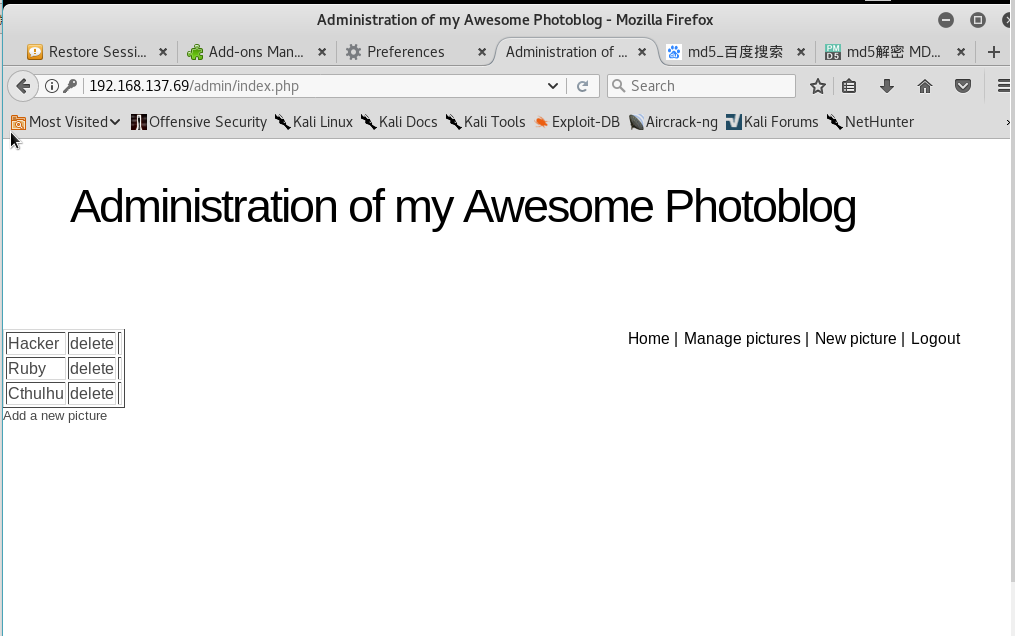 Administration of my Awesome Photoblog - Mozilla Firefox
Restore Sessi... Add-ons Man... Preferences Administration of ... md5_百度搜索 md5解密 MD...
192.168.137.69/admin/index.php Search
Most Visited Offensive Security Kali Linux Kali Docs Kali Tools Exploit-DB Aircrack-ng Kali Forums NetHunter
Administration of my Awesome Photoblog
Home | Manage pictures | New picture | Logout
Hacker delete
Ruby delete
Cthulhu delete
Add a new picture